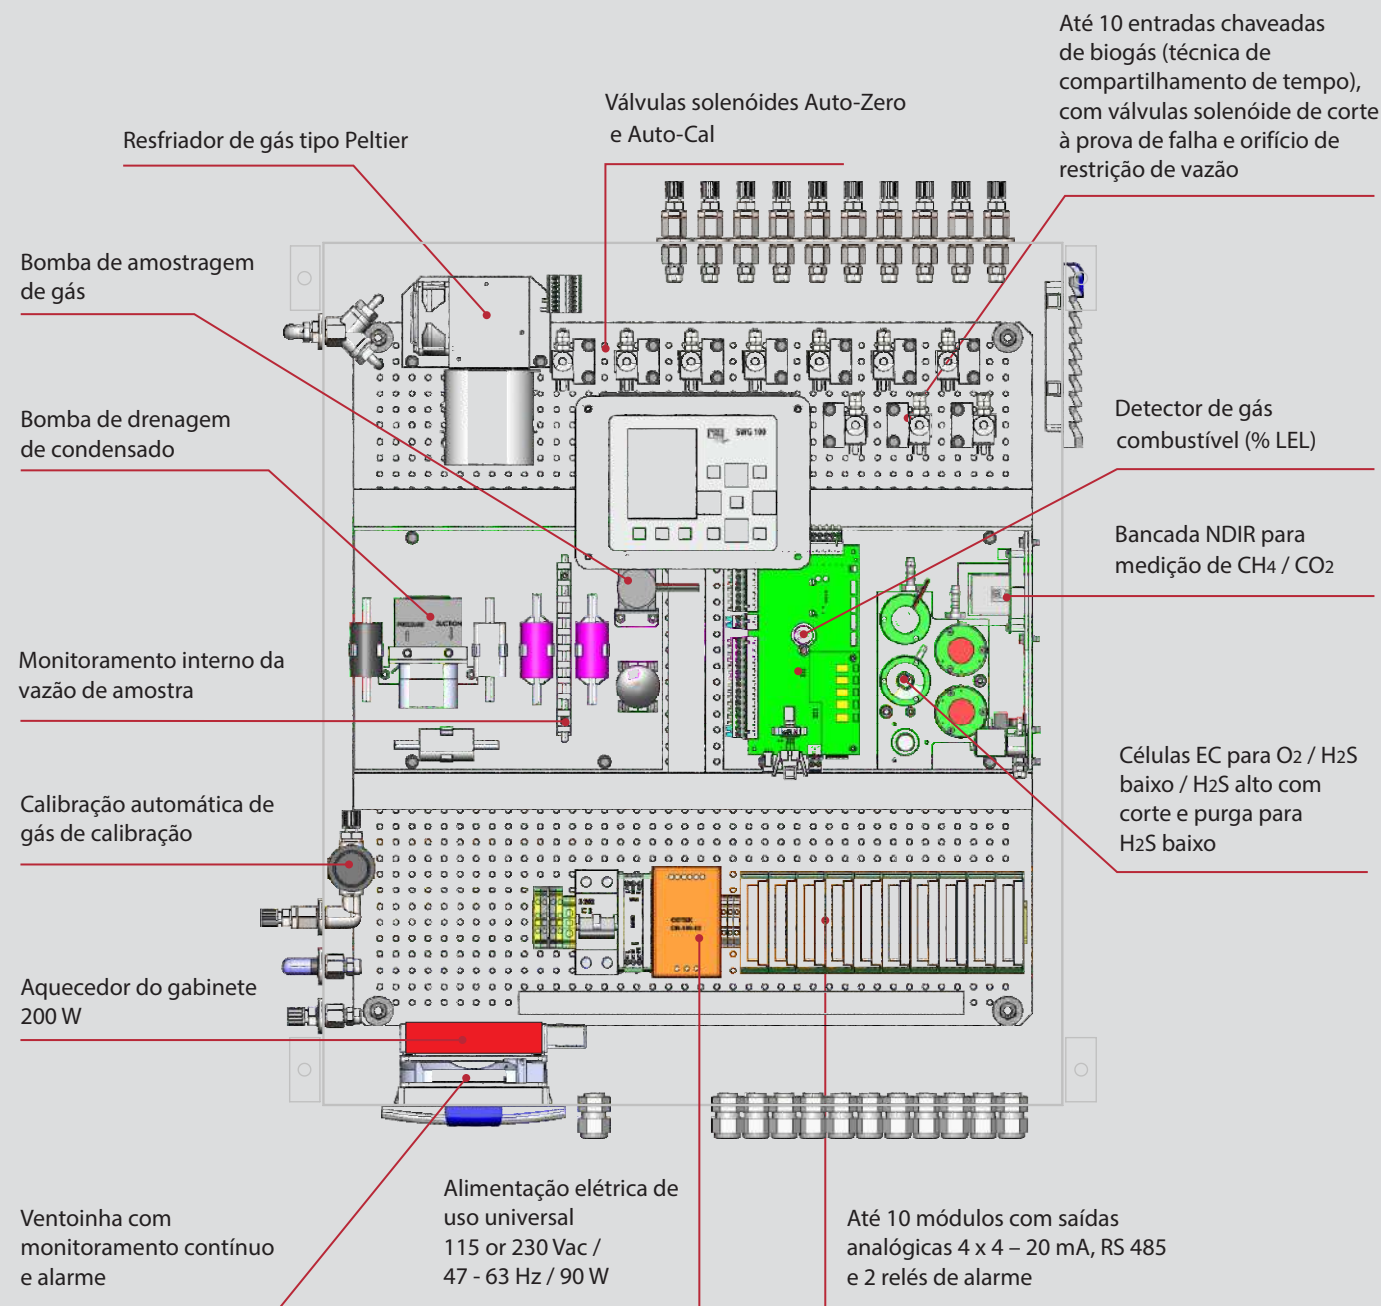 Até 10 entradas chaveadas
de biogás (técnica de
compartilhamento de tempo),
com válvulas solenóide de corte
à prova de falha e orifício de
restrição de vazão
Válvulas solenóides Auto-Zero
e Auto-Cal
Resfriador de gás tipo Peltier
Bomba de amostragem
de gás
Bomba de drenagem
de condensado
SWG 100
Detector de gás
combustível (% LEL)
Bancada NDIR para
medição de CH4 / CO2
PRESSURE SUCTION
Monitoramento interno da
vazão de amostra
Células EC para O2 / H2S
baixo / H2S alto com
corte e purga para
H2S baixo
Calibração automática de
gás de calibração
Aquecedor do gabinete
200 W
Ventoinha com
monitoramento contínuo
e alarme
Alimentação elétrica de
uso universal
115 or 230 Vac /
47 - 63 Hz / 90 W
Até 10 módulos com saídas
analógicas 4 x 4 – 20 mA, RS 485
e 2 relés de alarme